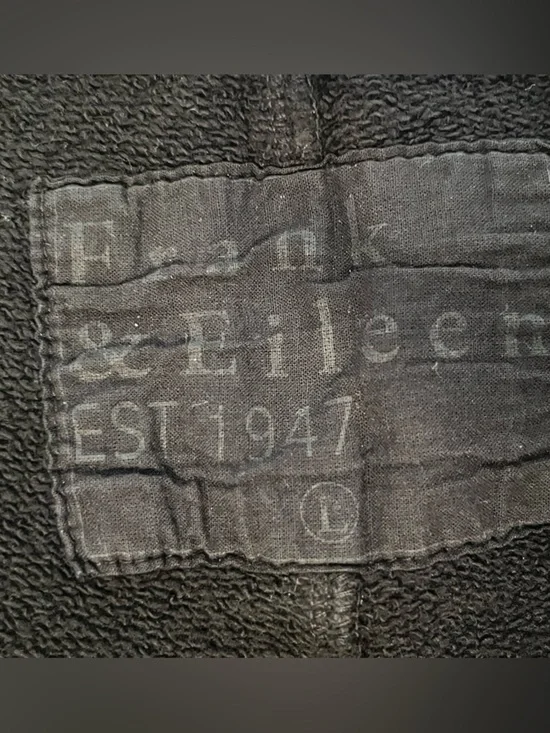 Frank
& Eileen
EST 1947
L